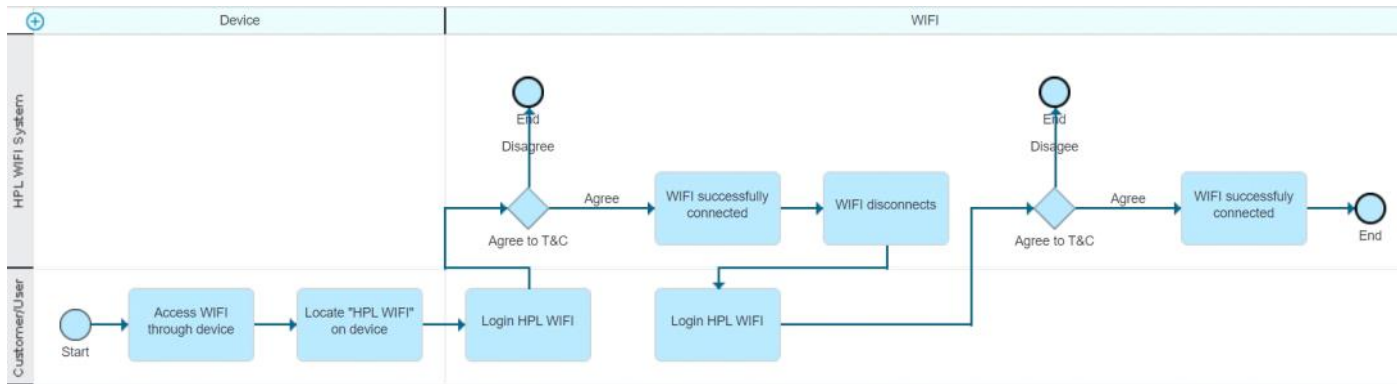 Device
WIFI
HPL WIFI System
End
Disagree
Agree
Agree to T&C
WIFI successfully
connected
WIFI disconnects
End
Disagee
Agree
Agree to T&C
WIFI successfuly
connected
End
Customer/User
Start
Access WIFI
through device
Locate "HPL WIFI"
on device
Login HPL WIFI
Login HPL WIFI